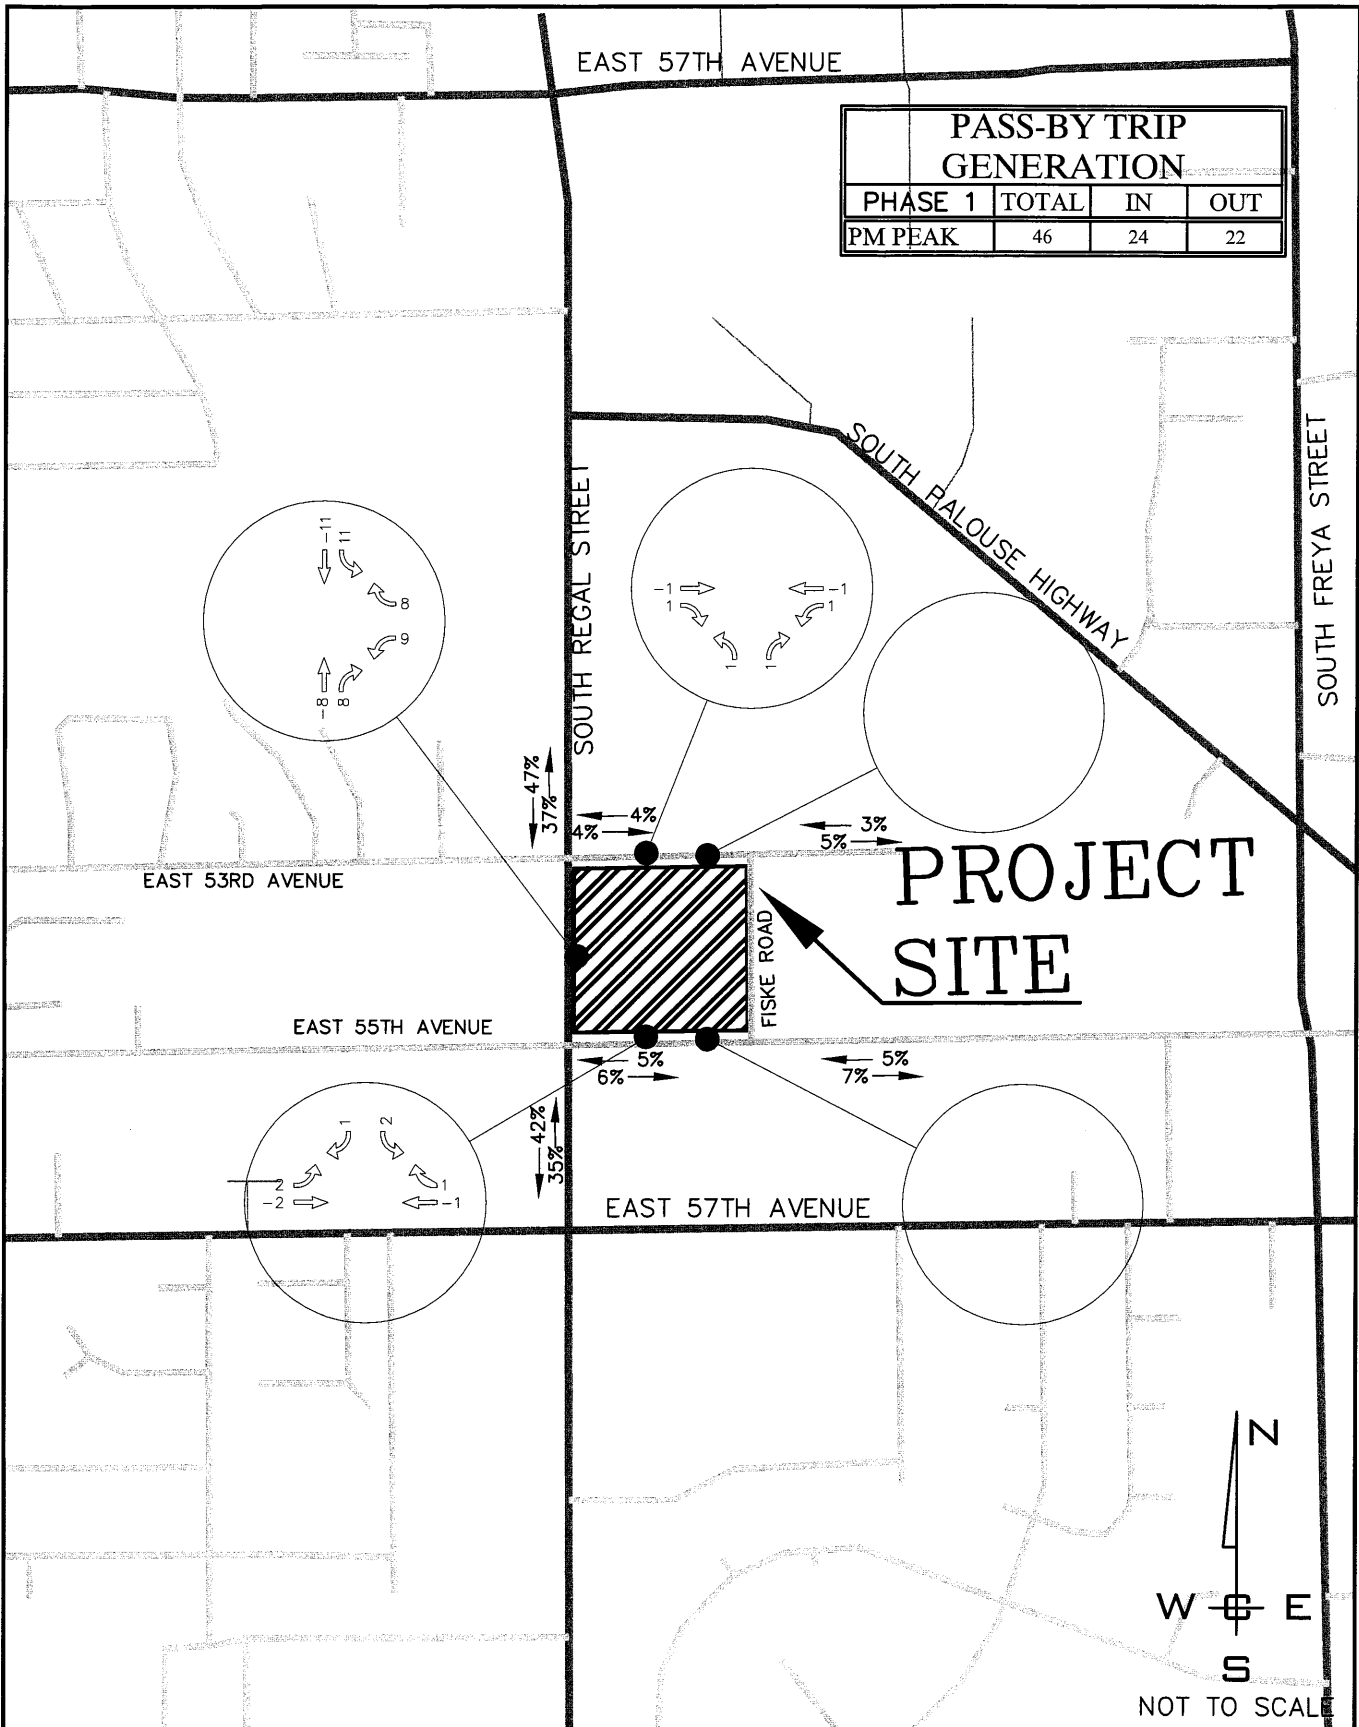 EAST 57TH AVENUE
PASS-BY TRIP
GENERATION
PHASE 1 TOTAL IN OUT
PM PEAK 46 24 22
SOUTH PALOUSE HIGHWAY
SOUTH FREYA STREET
SOUTH REGAL STREET
-11
11
8
9
-8
8
-1
-1
1
1
1
1
47%
37%
4%
4%
3%
5%
PROJECT
SITE
EAST 53RD AVENUE
FISKE ROAD
EAST 55TH AVENUE
5%
6%
5%
7%
42%
35%
1
2
2
1
-2
-1
EAST 57TH AVENUE
N
W E
S
NOT TO SCALE